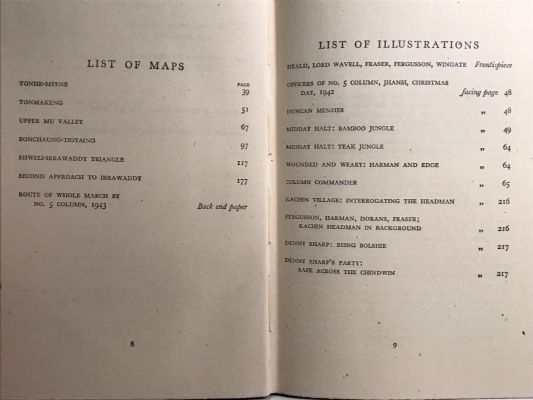 LIST OF MAPS
PAGE
TONHE-MYENE 39
TONMAKENG 51
UPPER MU VALLEY 67
BONCHAUNG-TIGYAING 97
SHWELI-IRRAWADDY TRIANGLE 117
SECOND APPROACH TO IRRAWADDY 177
ROUTE OF WHOLE MARCH BY
NO. 5 COLUMN, 1943 Back end paper
8
LIST OF ILLUSTRATIONS
HEALD, LORD WAVELL, FRASER, FERGUSSON, WINGATE Frontispiece
OFFICERS OF NO. 5 COLUMN, JHANSI, CHRISTMAS
DAY, 1942 facing page 48
DUNCAN MENZIES „ 48
MIDDAY HALT: BAMBOO JUNGLE „ 49
MIDDAY HALT: TEAK JUNGLE „ 64
WOUNDED AND WEARY: HARMAN AND EDGE „ 64
COLUMN COMMANDER „ 65
KACHIN VILLAGE: INTERROGATING THE HEADMAN „ 216
FERGUSSON, HARMAN, DORANS, FRASER;
KACHIN HEADMAN IN BACKGROUND „ 216
DENNY SHARP: BEING BOLSHIE „ 217
DENNY SHARP'S PARTY:
SAFE ACROSS THE CHINDWIN „ 217
9